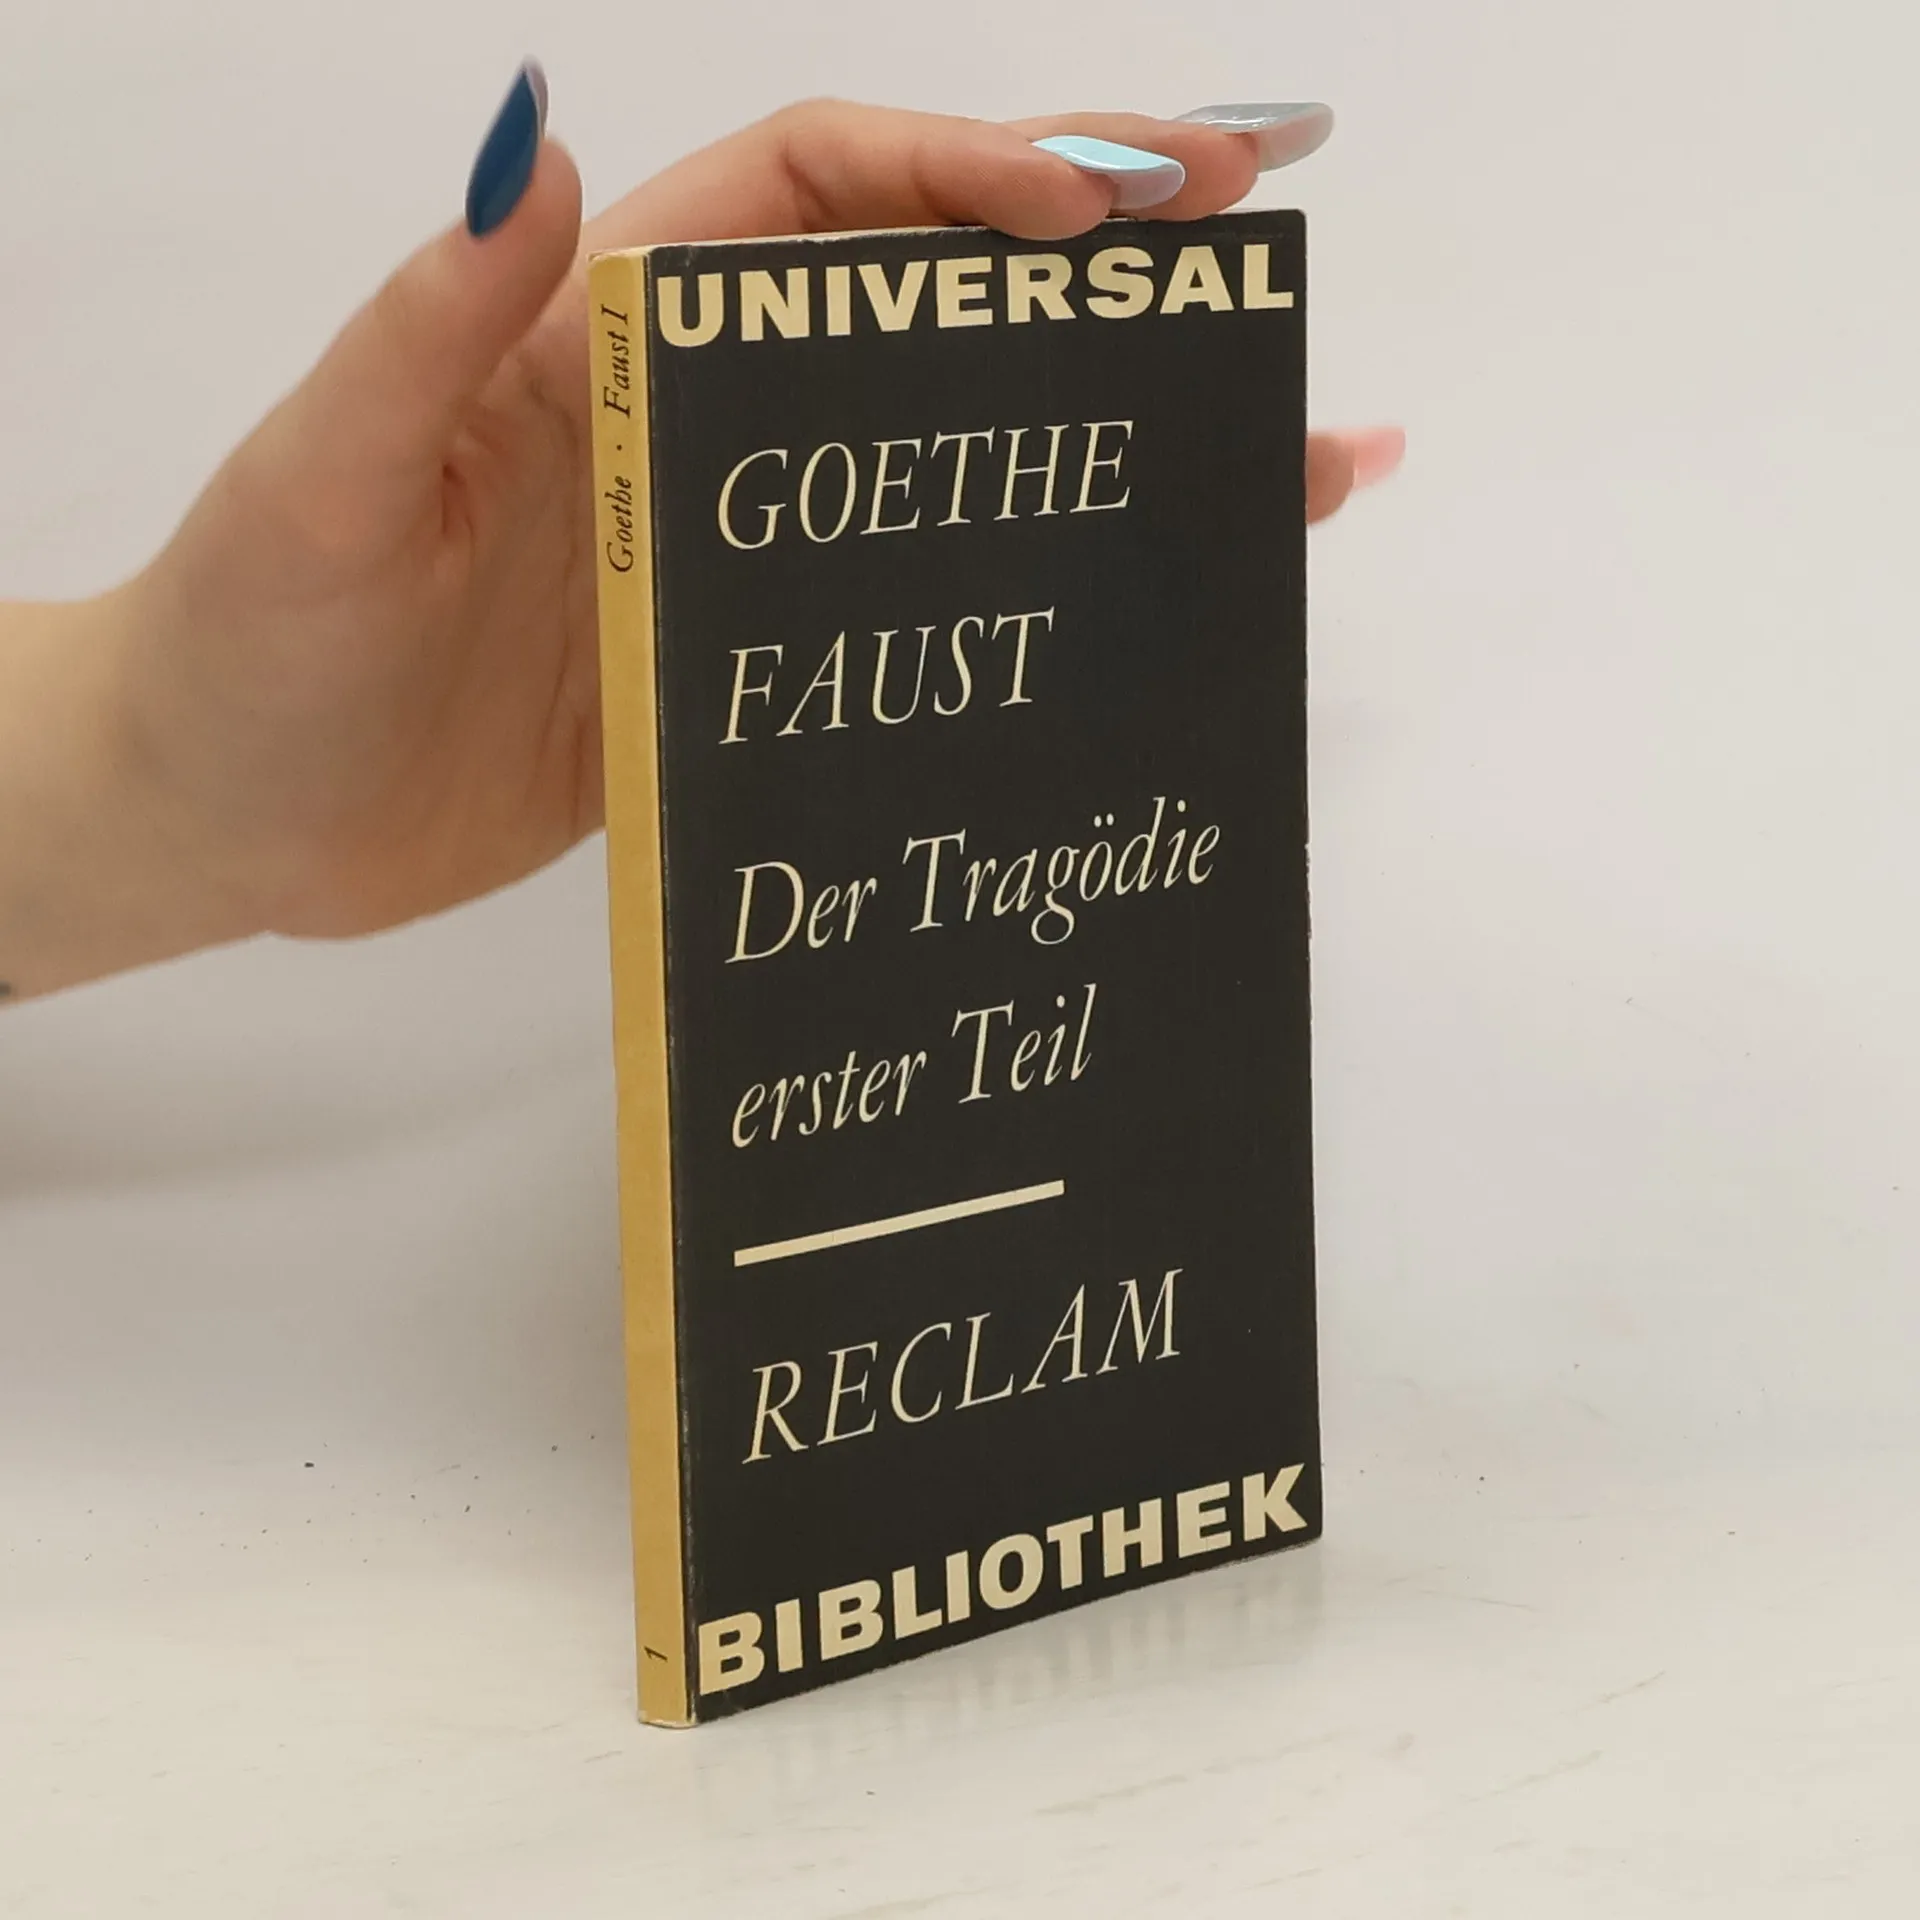 UNIVERSAL
GOETHE
FAUST
Der Tragödie
erster Teil
RECLAM
BIBLIOTHEK
Goethe · Faust I
1